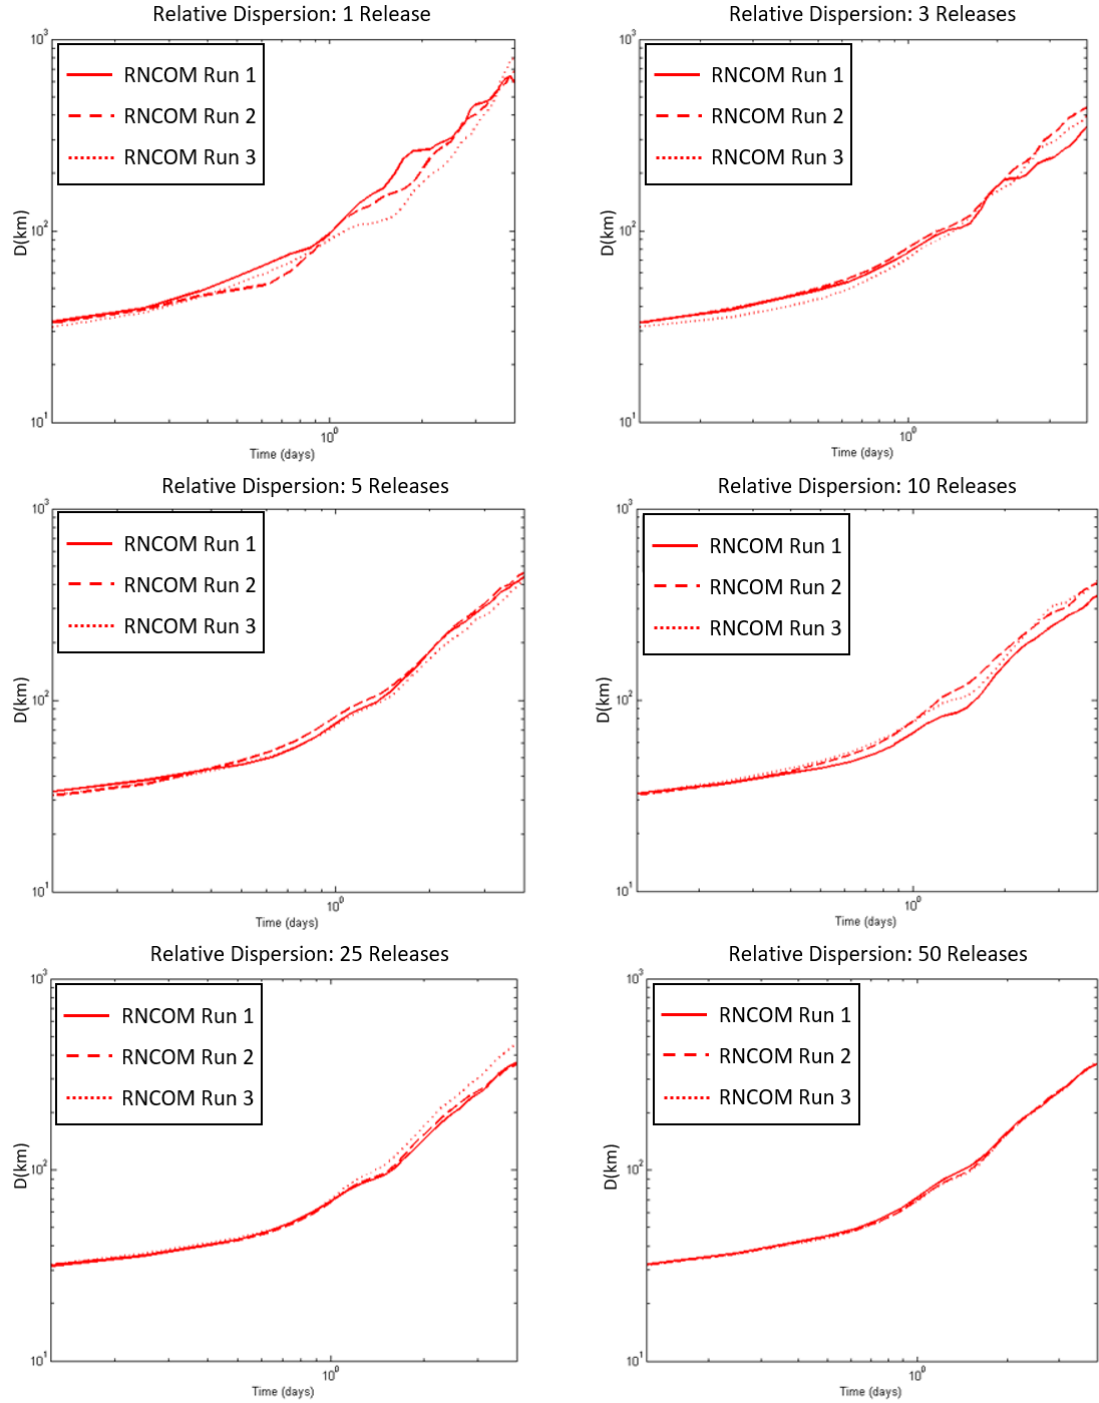 Relative Dispersion: 1 Release
10³
RNCOM Run 1
RNCOM Run 2
RNCOM Run 3
D(km)
10²
10¹
10⁰
Time (days)
Relative Dispersion: 3 Releases
10³
RNCOM Run 1
RNCOM Run 2
RNCOM Run 3
D(km)
10²
10¹
10⁰
Time (days)
Relative Dispersion: 5 Releases
10³
RNCOM Run 1
RNCOM Run 2
RNCOM Run 3
D(km)
10²
10¹
10⁰
Time (days)
Relative Dispersion: 10 Releases
10³
RNCOM Run 1
RNCOM Run 2
RNCOM Run 3
D(km)
10²
10¹
10⁰
Time (days)
Relative Dispersion: 25 Releases
10³
RNCOM Run 1
RNCOM Run 2
RNCOM Run 3
D(km)
10²
10¹
10⁰
Time (days)
Relative Dispersion: 50 Releases
10³
RNCOM Run 1
RNCOM Run 2
RNCOM Run 3
D(km)
10²
10¹
10⁰
Time (days)